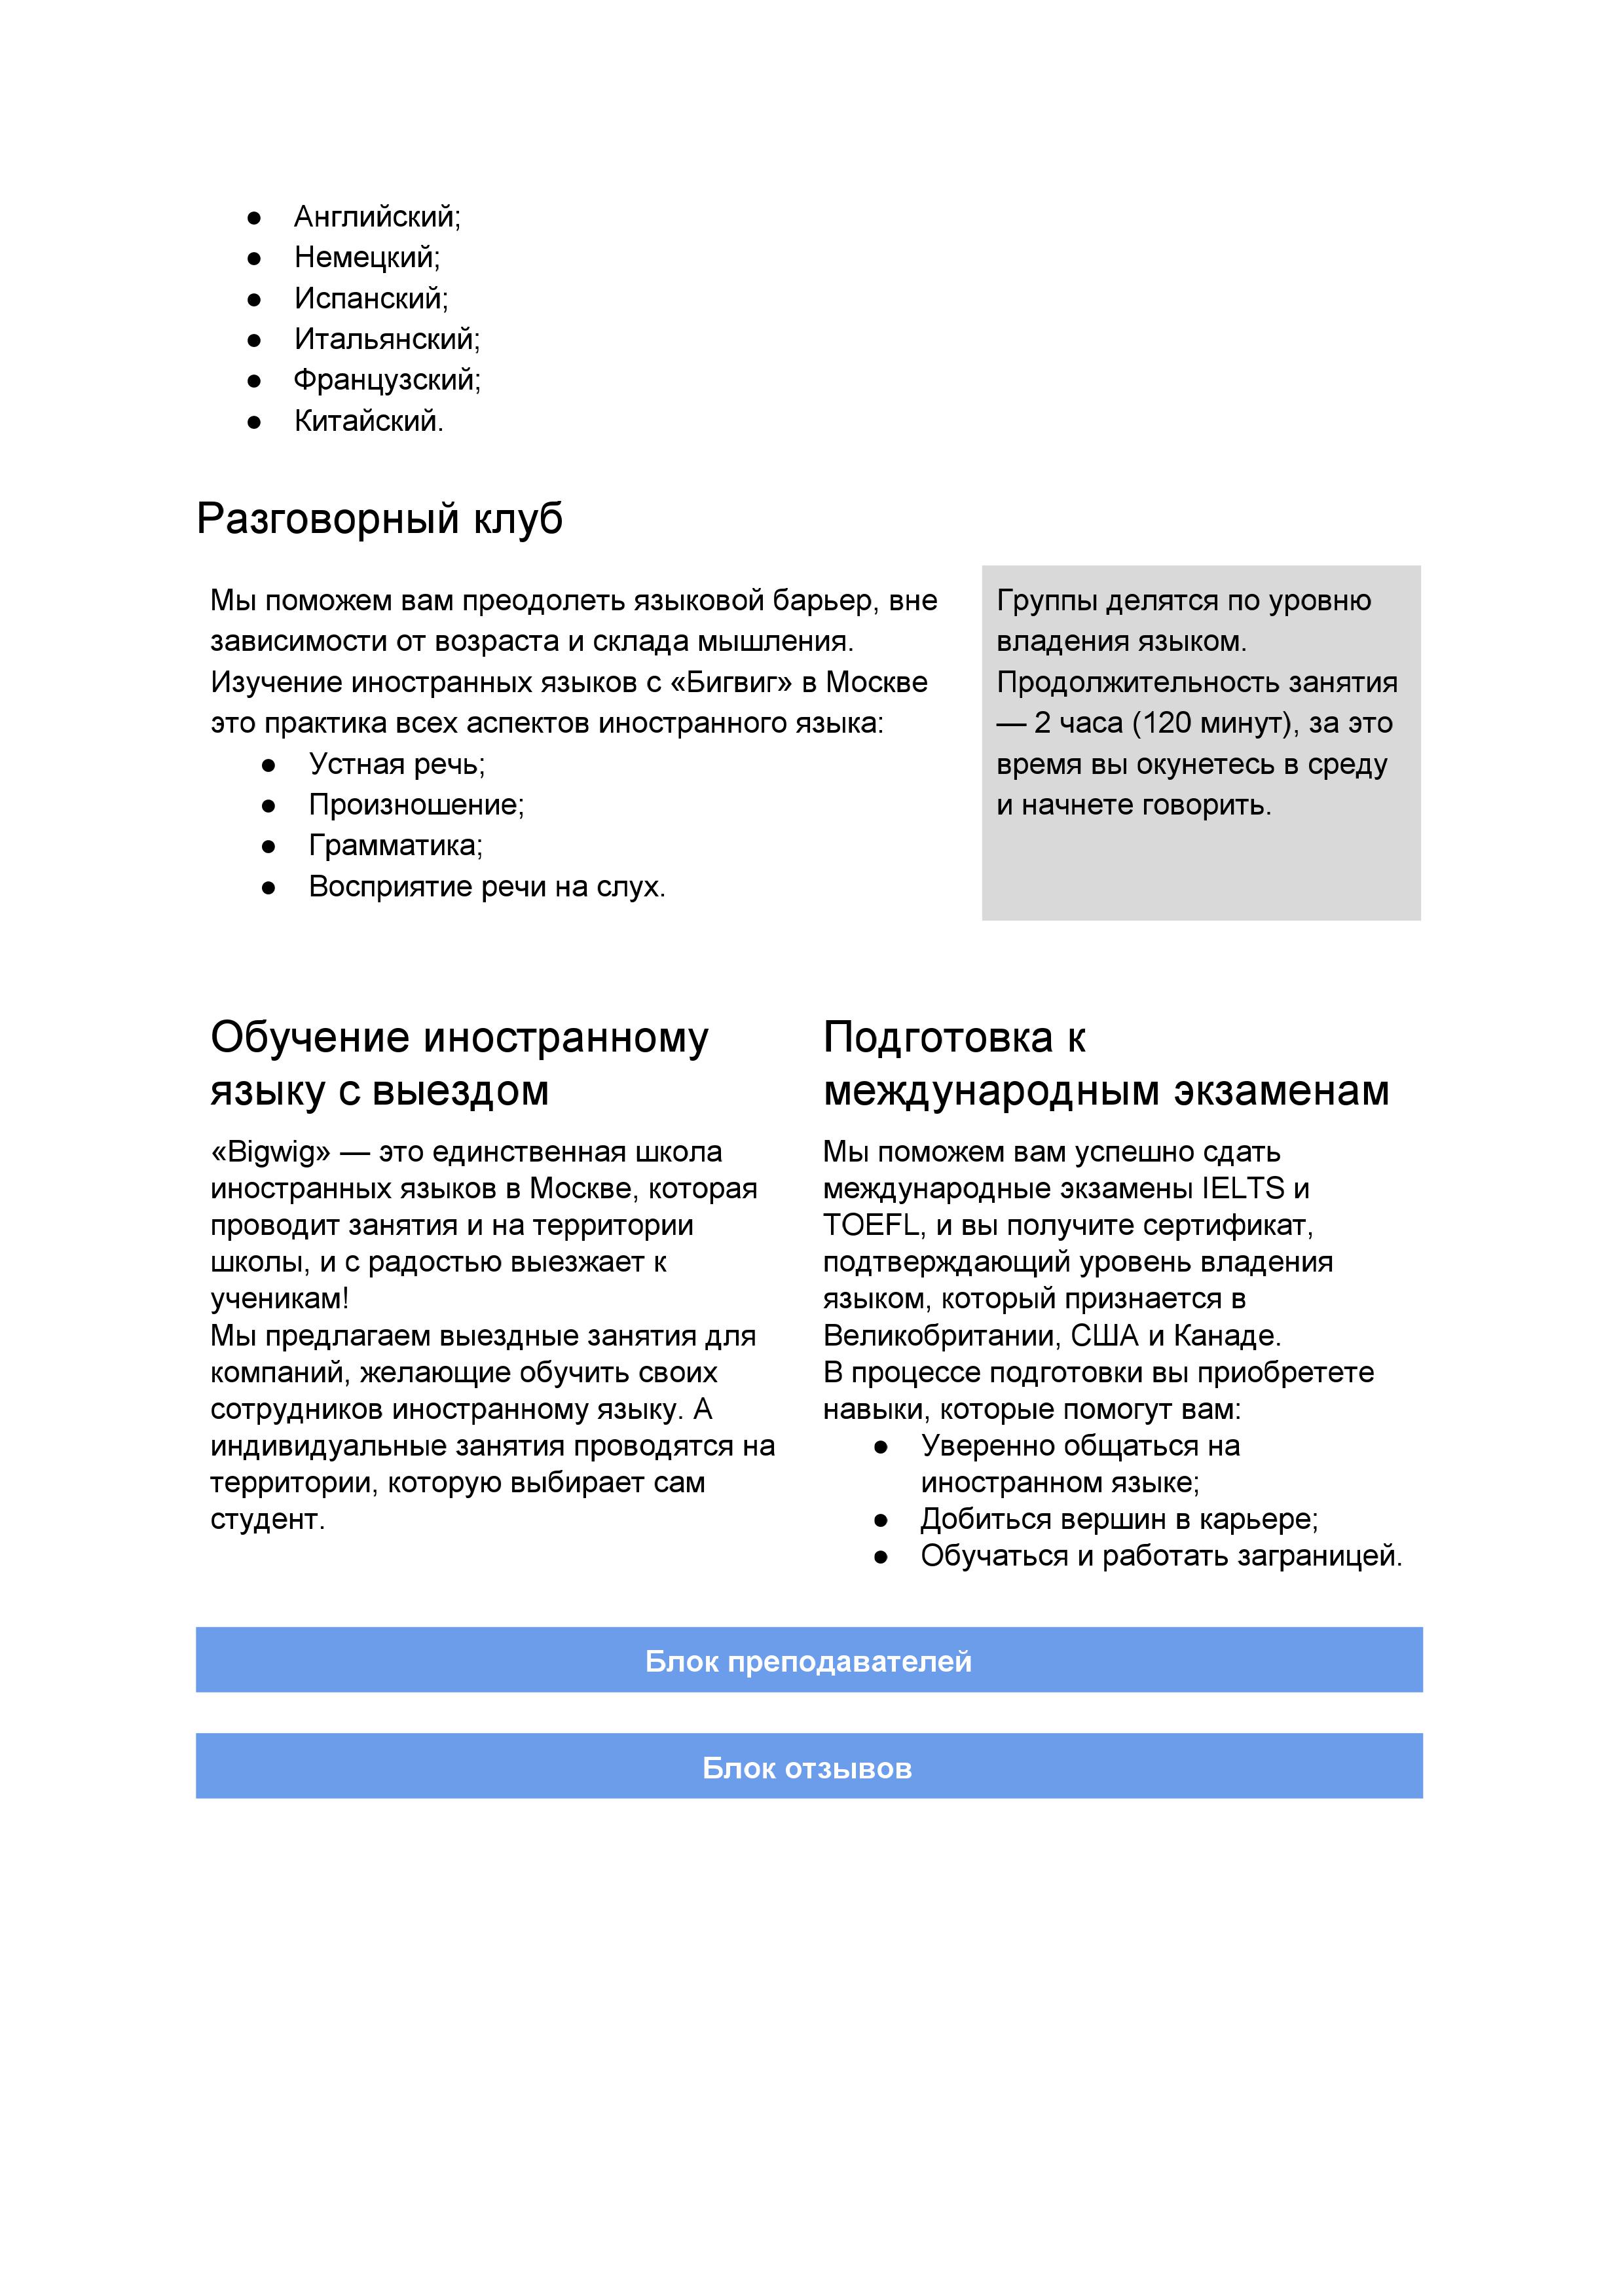 ● Английский;
● Немецкий;
● Испанский;
● Итальянский;
● Французский;
● Китайский.
Разговорный клуб
Мы поможем вам преодолеть языковой барьер, вне
зависимости от возраста и склада мышления.
Изучение иностранных языков с «Бигвиг» в Москве
это практика всех аспектов иностранного языка:
● Устная речь;
● Произношение;
● Грамматика;
● Восприятие речи на слух.
Группы делятся по уровню
владения языком.
Продолжительность занятия
— 2 часа (120 минут), за это
время вы окунетесь в среду
и начнете говорить.
Обучение иностранному
языку с выездом
«Bigwig» — это единственная школа
иностранных языков в Москве, которая
проводит занятия и на территории
школы, и с радостью выезжает к
ученикам!
Мы предлагаем выездные занятия для
компаний, желающие обучить своих
сотрудников иностранному языку. А
индивидуальные занятия проводятся на
территории, которую выбирает сам
студент.
Подготовка к
международным экзаменам
Мы поможем вам успешно сдать
международные экзамены IELTS и
TOEFL, и вы получите сертификат,
подтверждающий уровень владения
языком, который признается в
Великобритании, США и Канаде.
В процессе подготовки вы приобретете
навыки, которые помогут вам:
● Уверенно общаться на
иностранном языке;
● Добиться вершин в карьере;
● Обучаться и работать заграницей.
Блок преподавателей
Блок отзывов